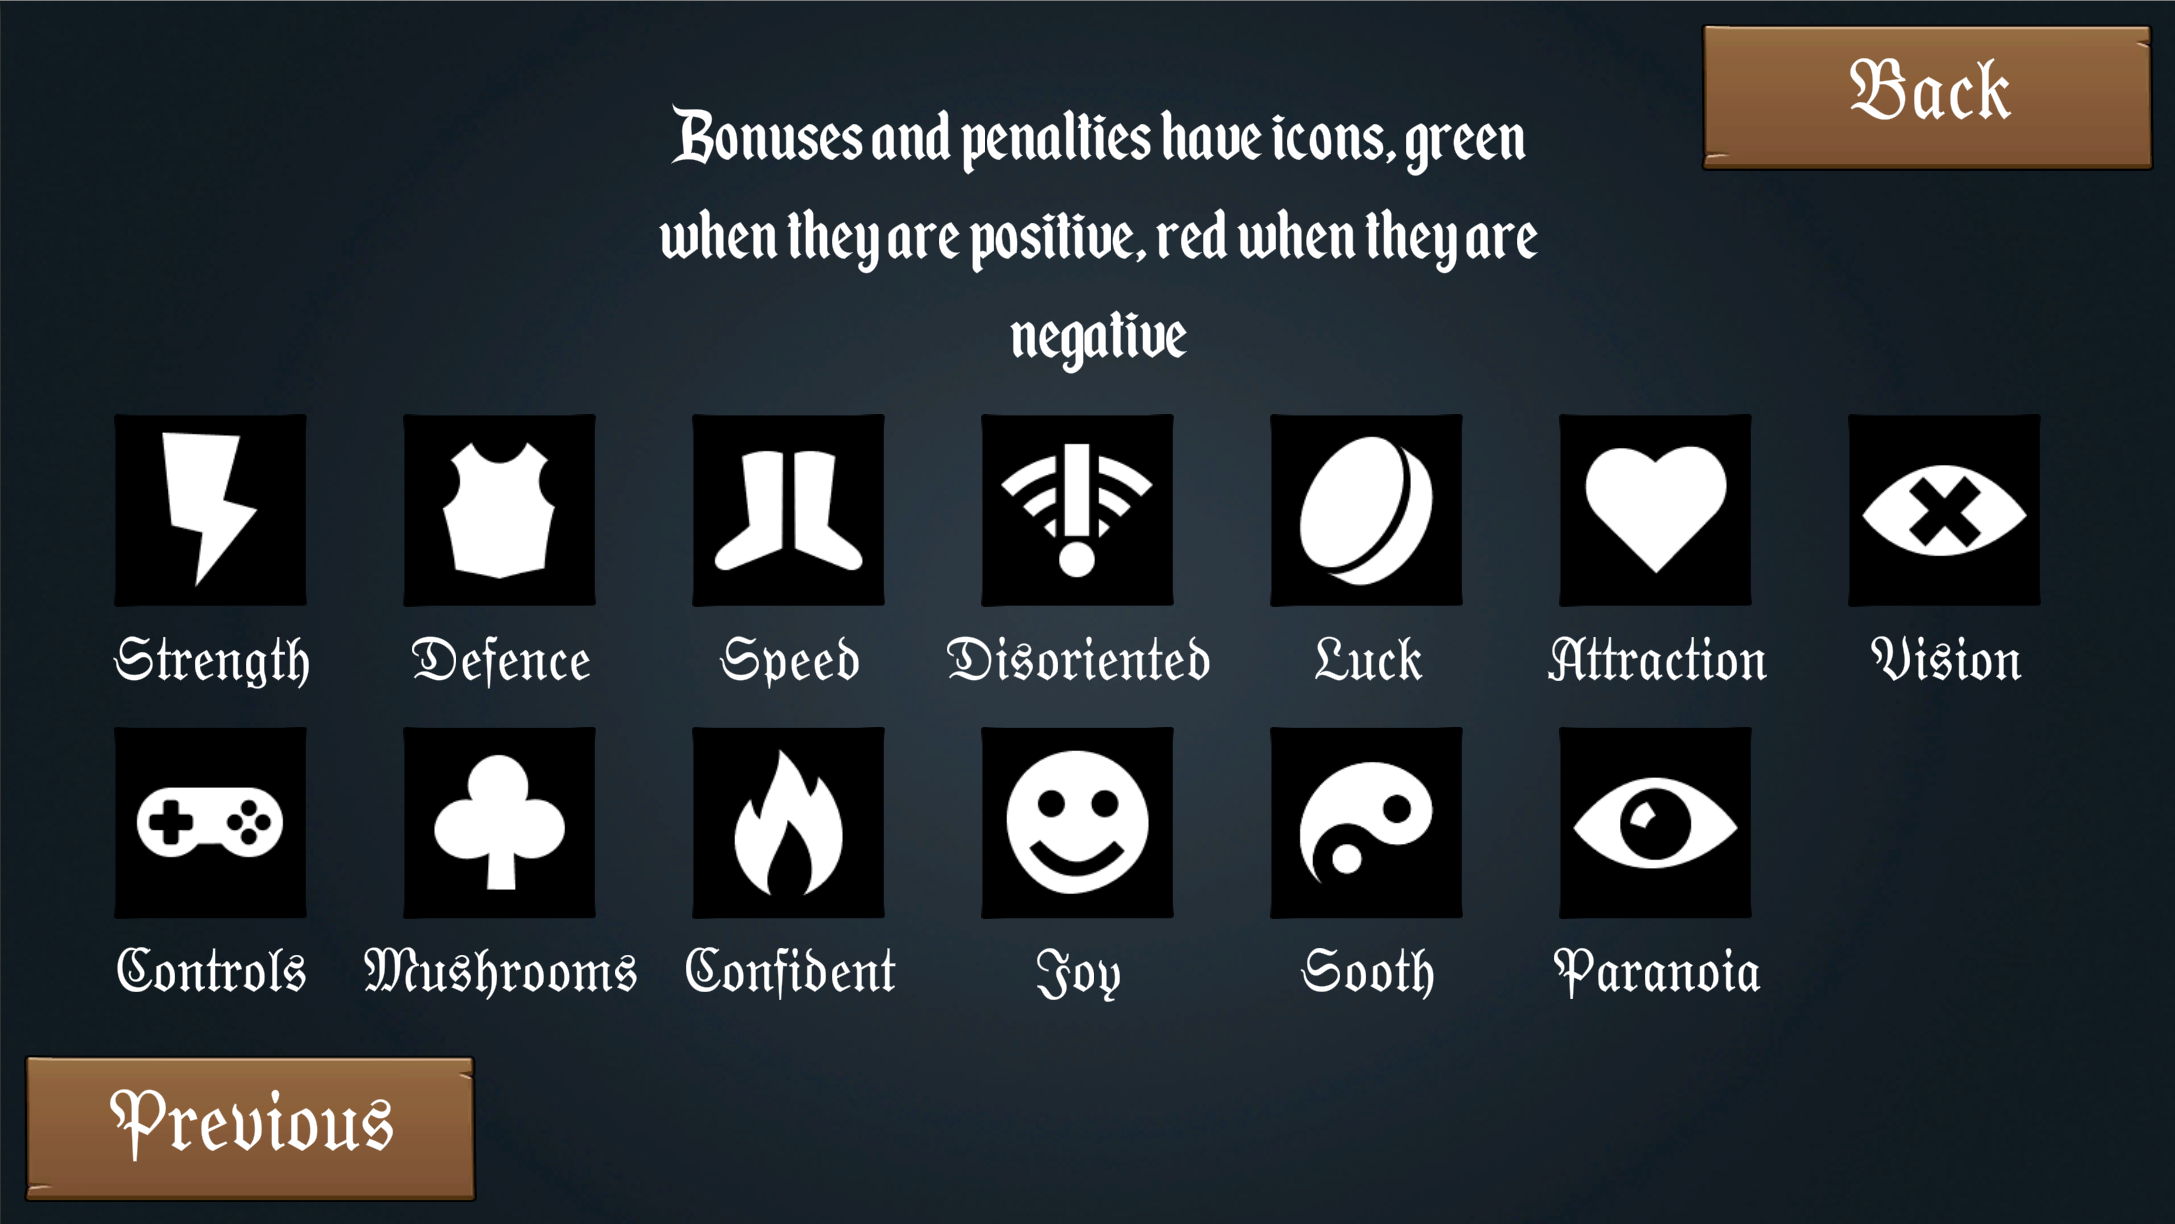 Back
Bonuses and penalties have icons, green
when they are positive, red when they are
negative
Strength Defence Speed Disoriented Luck Attraction Vision
Controls Mushrooms Confident Joy Sooth Paranoia
Previous